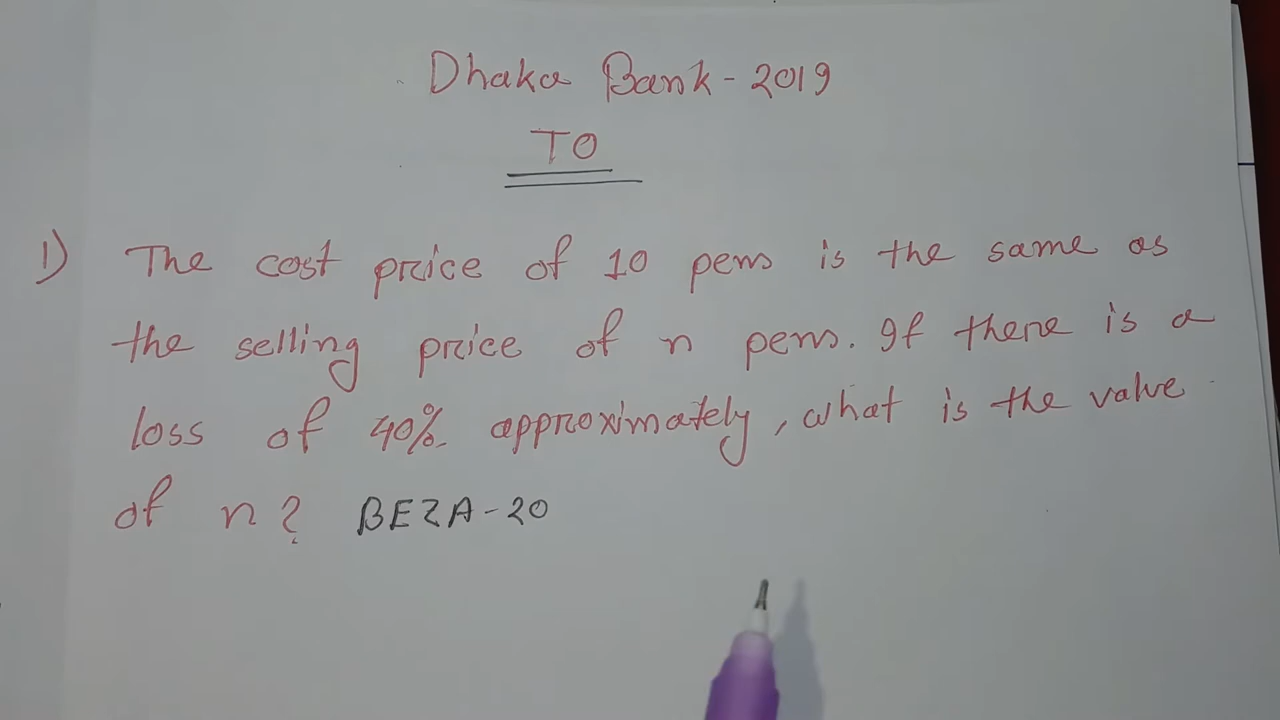 Dhaka Bank - 2019
TO
1) The cost price of 10 pens is the same as
the selling price of n pens. If there is a
loss of 40% approximately, what is the value
of n? BEZA-20